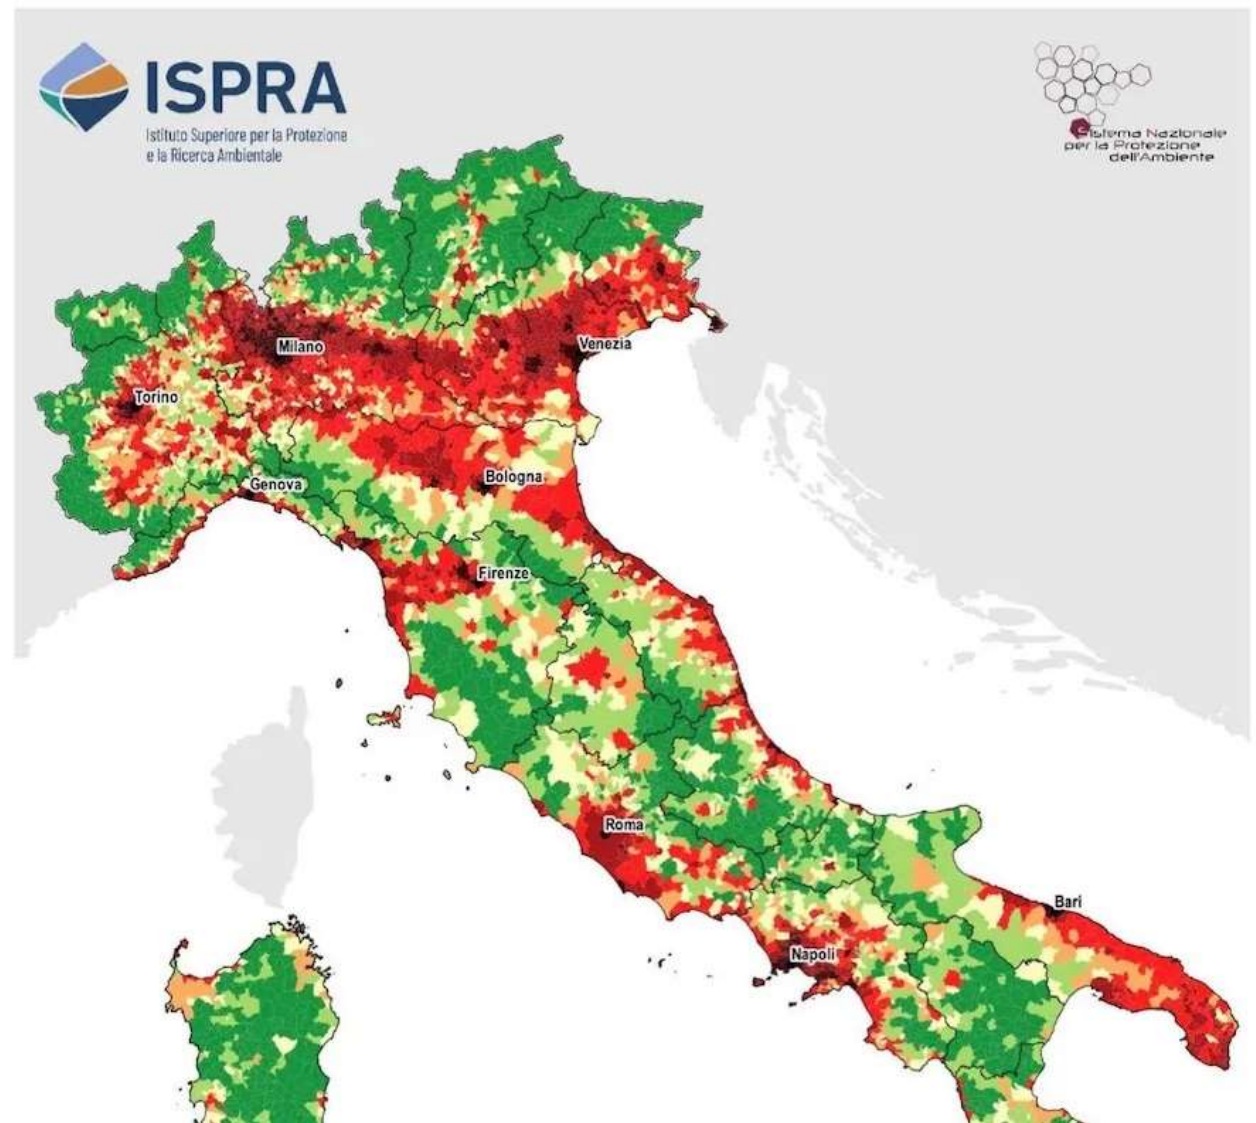 ISPRA
Istituto Superiore per la Protezione
e la Ricerca Ambientale
Sistema Nazionale
per la Protezione
dell'Ambiente
Milano
Venezia
Torino
Bologna
Genova
Firenze
Roma
Bari
Napoli